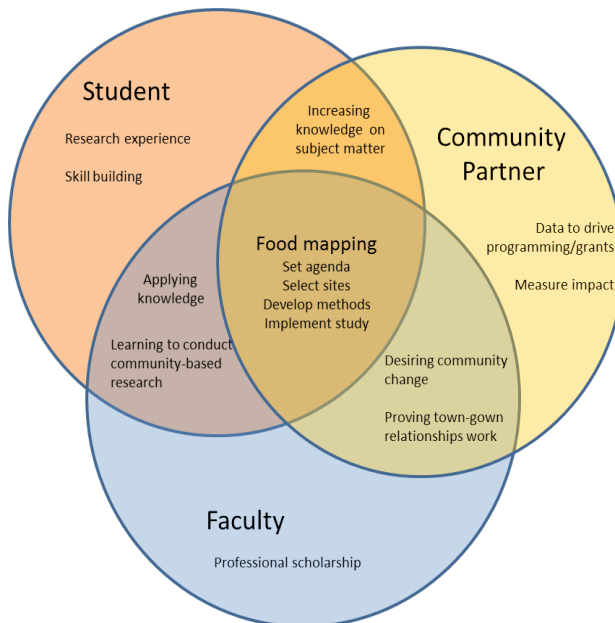 Student
Research experience
Skill building
Increasing
knowledge on
subject matter
Community
Partner
Data to drive
programming/grants
Measure impact
Food mapping
Set agenda
Select sites
Develop methods
Implement study
Applying
knowledge
Learning to conduct
community-based
research
Desiring community
change
Proving town-gown
relationships work
Faculty
Professional scholarship